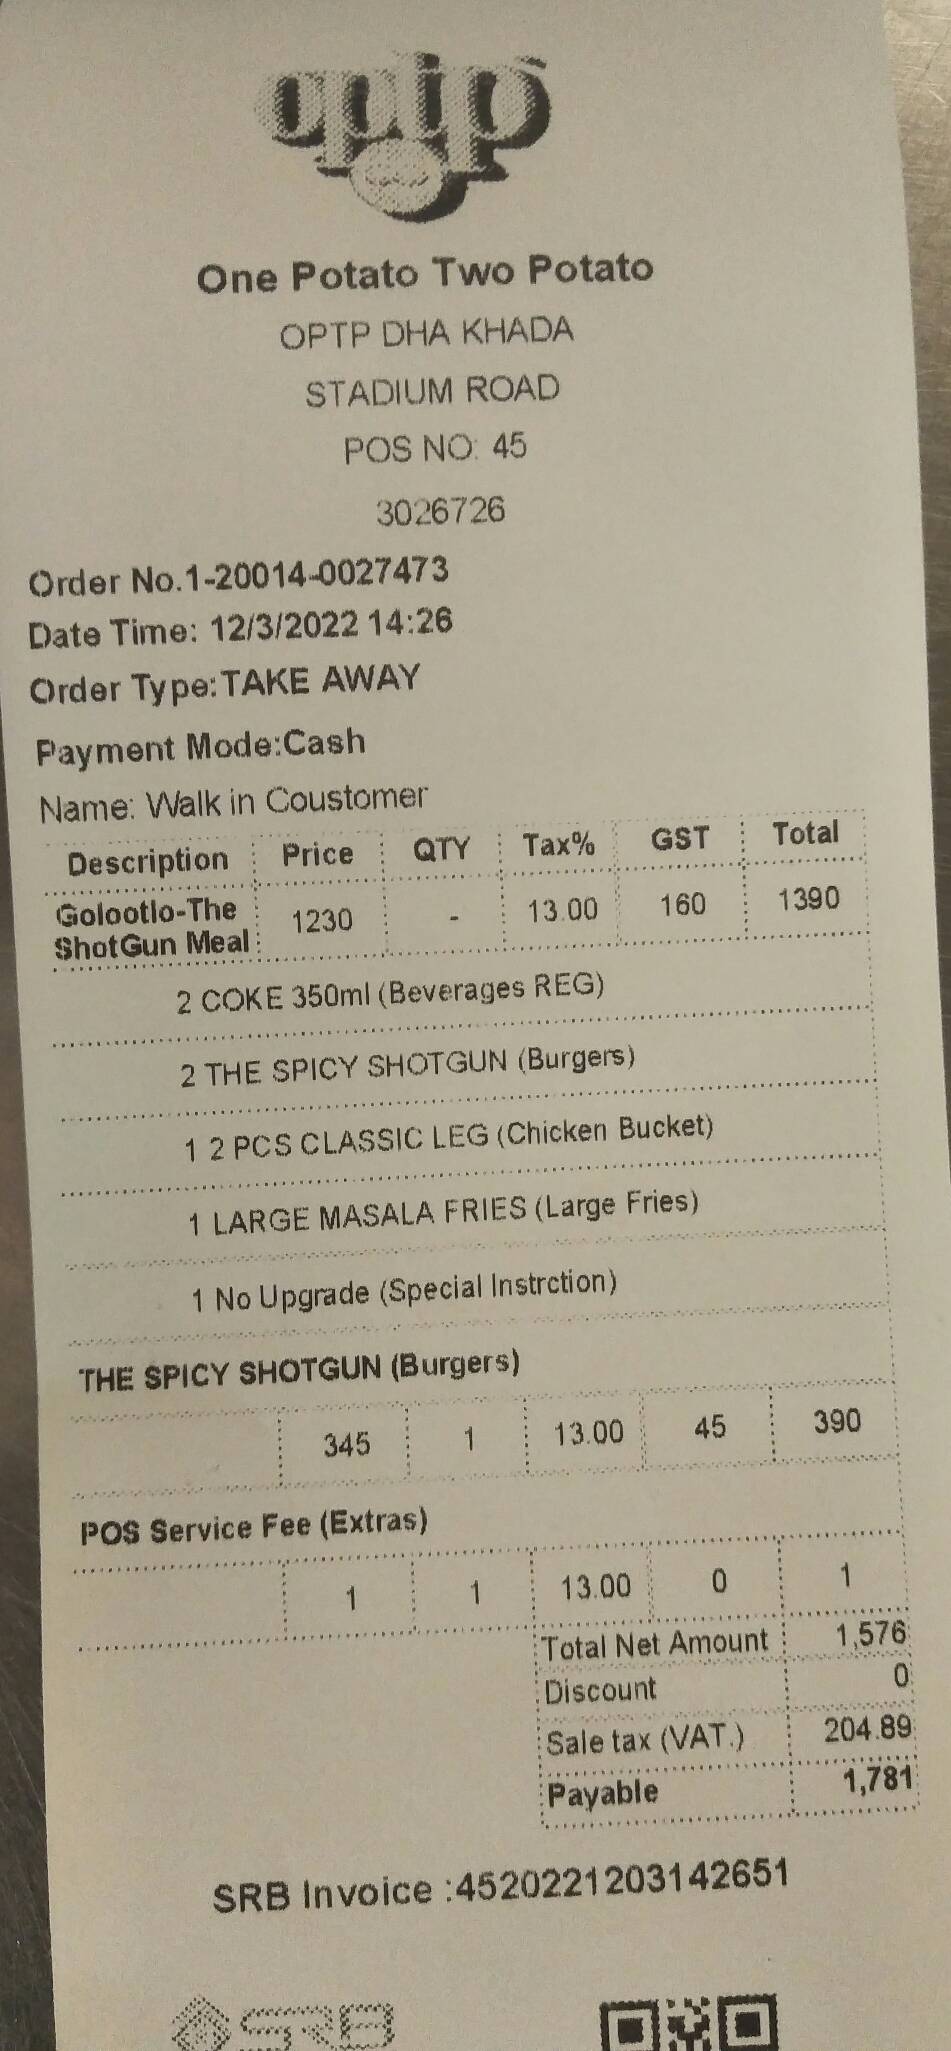 optp
One Potato Two Potato
OPTP DHA KHADA
STADIUM ROAD
POS NO: 45
3026726
Order No.1-20014-0027473
Date Time: 12/3/2022 14:26
Order Type:TAKE AWAY
Payment Mode:Cash
Name: Walk in Coustomer
Description Price QTY Tax% GST Total
Golootlo-The ShotGun Meal 1230 - 13.00 160 1390
2 COKE 350ml (Beverages REG)
2 THE SPICY SHOTGUN (Burgers)
1 2 PCS CLASSIC LEG (Chicken Bucket)
1 LARGE MASALA FRIES (Large Fries)
1 No Upgrade (Special Instrction)
THE SPICY SHOTGUN (Burgers)
345 1 13.00 45 390
POS Service Fee (Extras)
1 1 13.00 0 1
Total Net Amount 1,576
Discount 0
Sale tax (VAT.) 204.89
Payable 1,781
SRB Invoice :4520221203142651
SRB